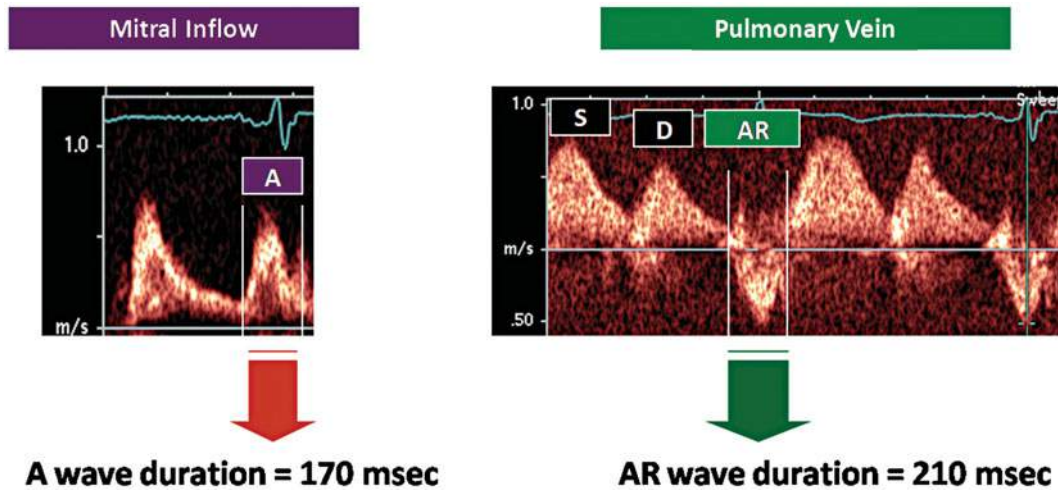 Mitral Inflow
Pulmonary Vein
1.0
A
m/s
1.0
S
D
AR
m/s
.50
A wave duration = 170 msec
AR wave duration = 210 msec